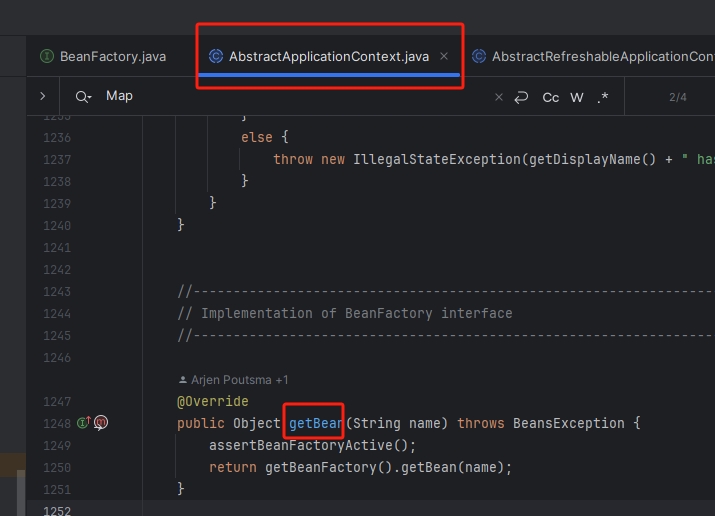 BeanFactory.java AbstractApplicationContext.java × AbstractRefreshableApplicationCon
Map × Cc W .* 2/4
1235 }
1236 else {
1237 throw new IllegalStateException(getDisplayName() + " ha
1238 }
1239 }
1240 }
1241
1242
1243 //----------------------------------------------------------------
1244 // Implementation of BeanFactory interface
1245 //----------------------------------------------------------------
1246
Arjen Poutsma +1
1247 @Override
1248 public Object getBean(String name) throws BeansException {
1249 assertBeanFactoryActive();
1250 return getBeanFactory().getBean(name);
1251 }
1252